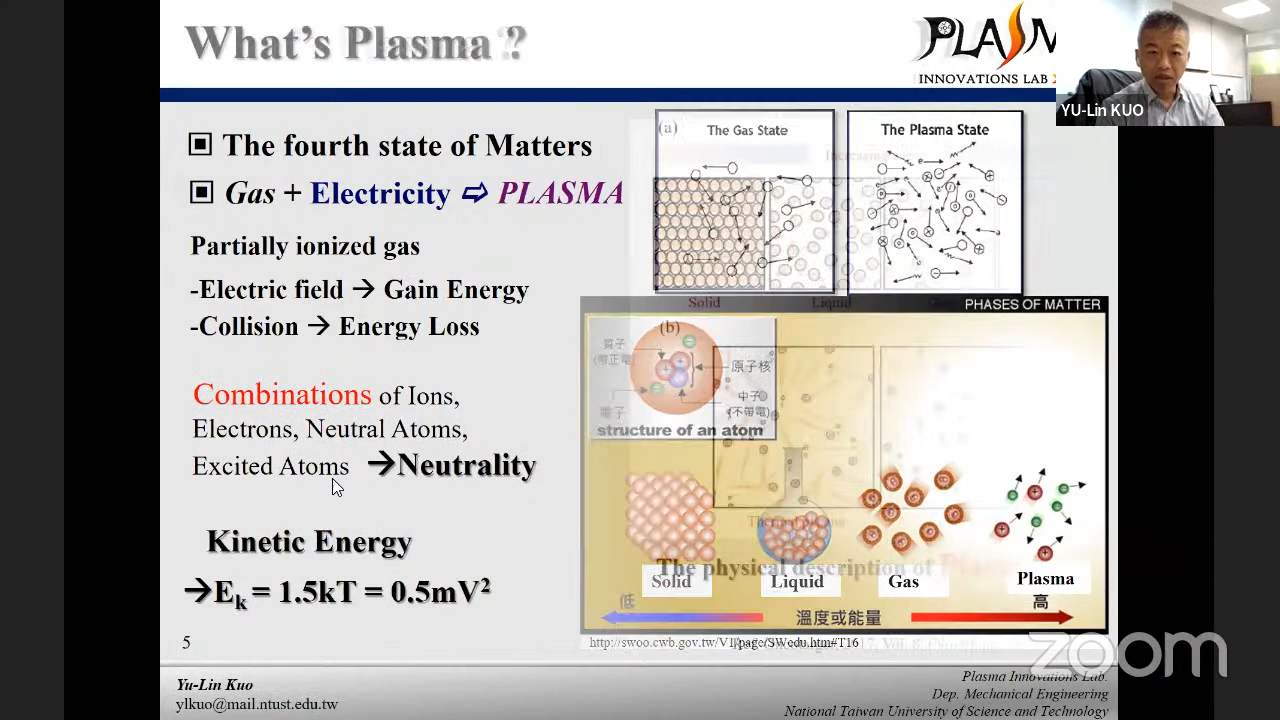 What's Plasma ?
PLASM
INNOVATIONS LAB
YU-Lin KUO
The fourth state of Matters
Gas + Electricity ⇨ PLASMA
Partially ionized gas
-Electric field → Gain Energy
-Collision → Energy Loss
Combinations of Ions,
Electrons, Neutral Atoms,
Excited Atoms →Neutrality
Kinetic Energy
→Ek = 1.5kT = 0.5mV²
(a)
The Gas State
The Plasma State
Solid
Liquid
PHASES OF MATTER
(b)
質子
(帶正電)
電子
原子核
中子
(不帶電)
structure of an atom
The physical description of
Solid
Liquid
Gas
Plasma
低
溫度或能量
高
http://swoo.cwb.gov.tw/V1/page/SWedu.htm#T16
5
zoom
Yu-Lin Kuo
ylkuo@mail.ntust.edu.tw
Plasma Innovations Lab.
Dep. Mechanical Engineering
National Taiwan University of Science and Technology